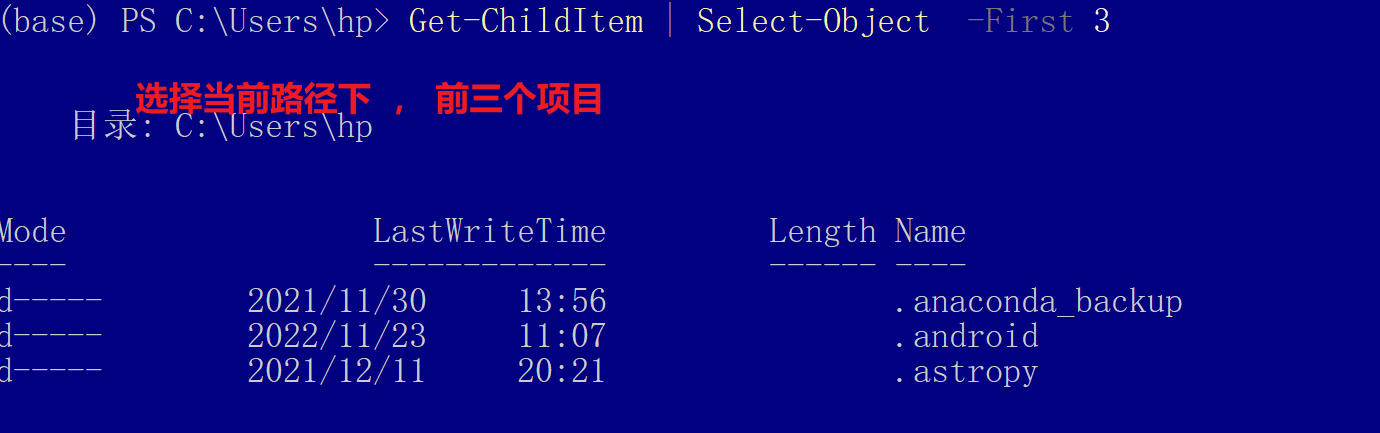 (base) PS C:\Users\hp> Get-ChildItem | Select-Object  -First 3
选择当前路径下 ， 前三个项目
目录: C:\Users\hp
Mode                LastWriteTime         Length Name
----                -------------         ------ ----
d-----        2021/11/30     13:56                .anaconda_backup
d-----        2022/11/23     11:07                .android
d-----        2021/12/11     20:21                .astropy